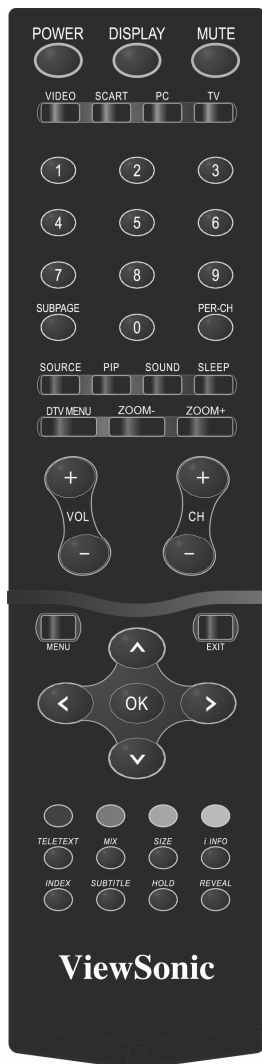 POWER DISPLAY MUTE
VIDEO SCART PC TV
1 2 3
4 5 6
7 8 9
SUBPAGE 0 PER-CH
SOURCE PIP SOUND SLEEP
DTV MENU ZOOM- ZOOM+
+ +
VOL CH
- -
MENU EXIT
OK
TELETEXT MIX SIZE i INFO
INDEX SUBTITLE HOLD REVEAL
ViewSonic